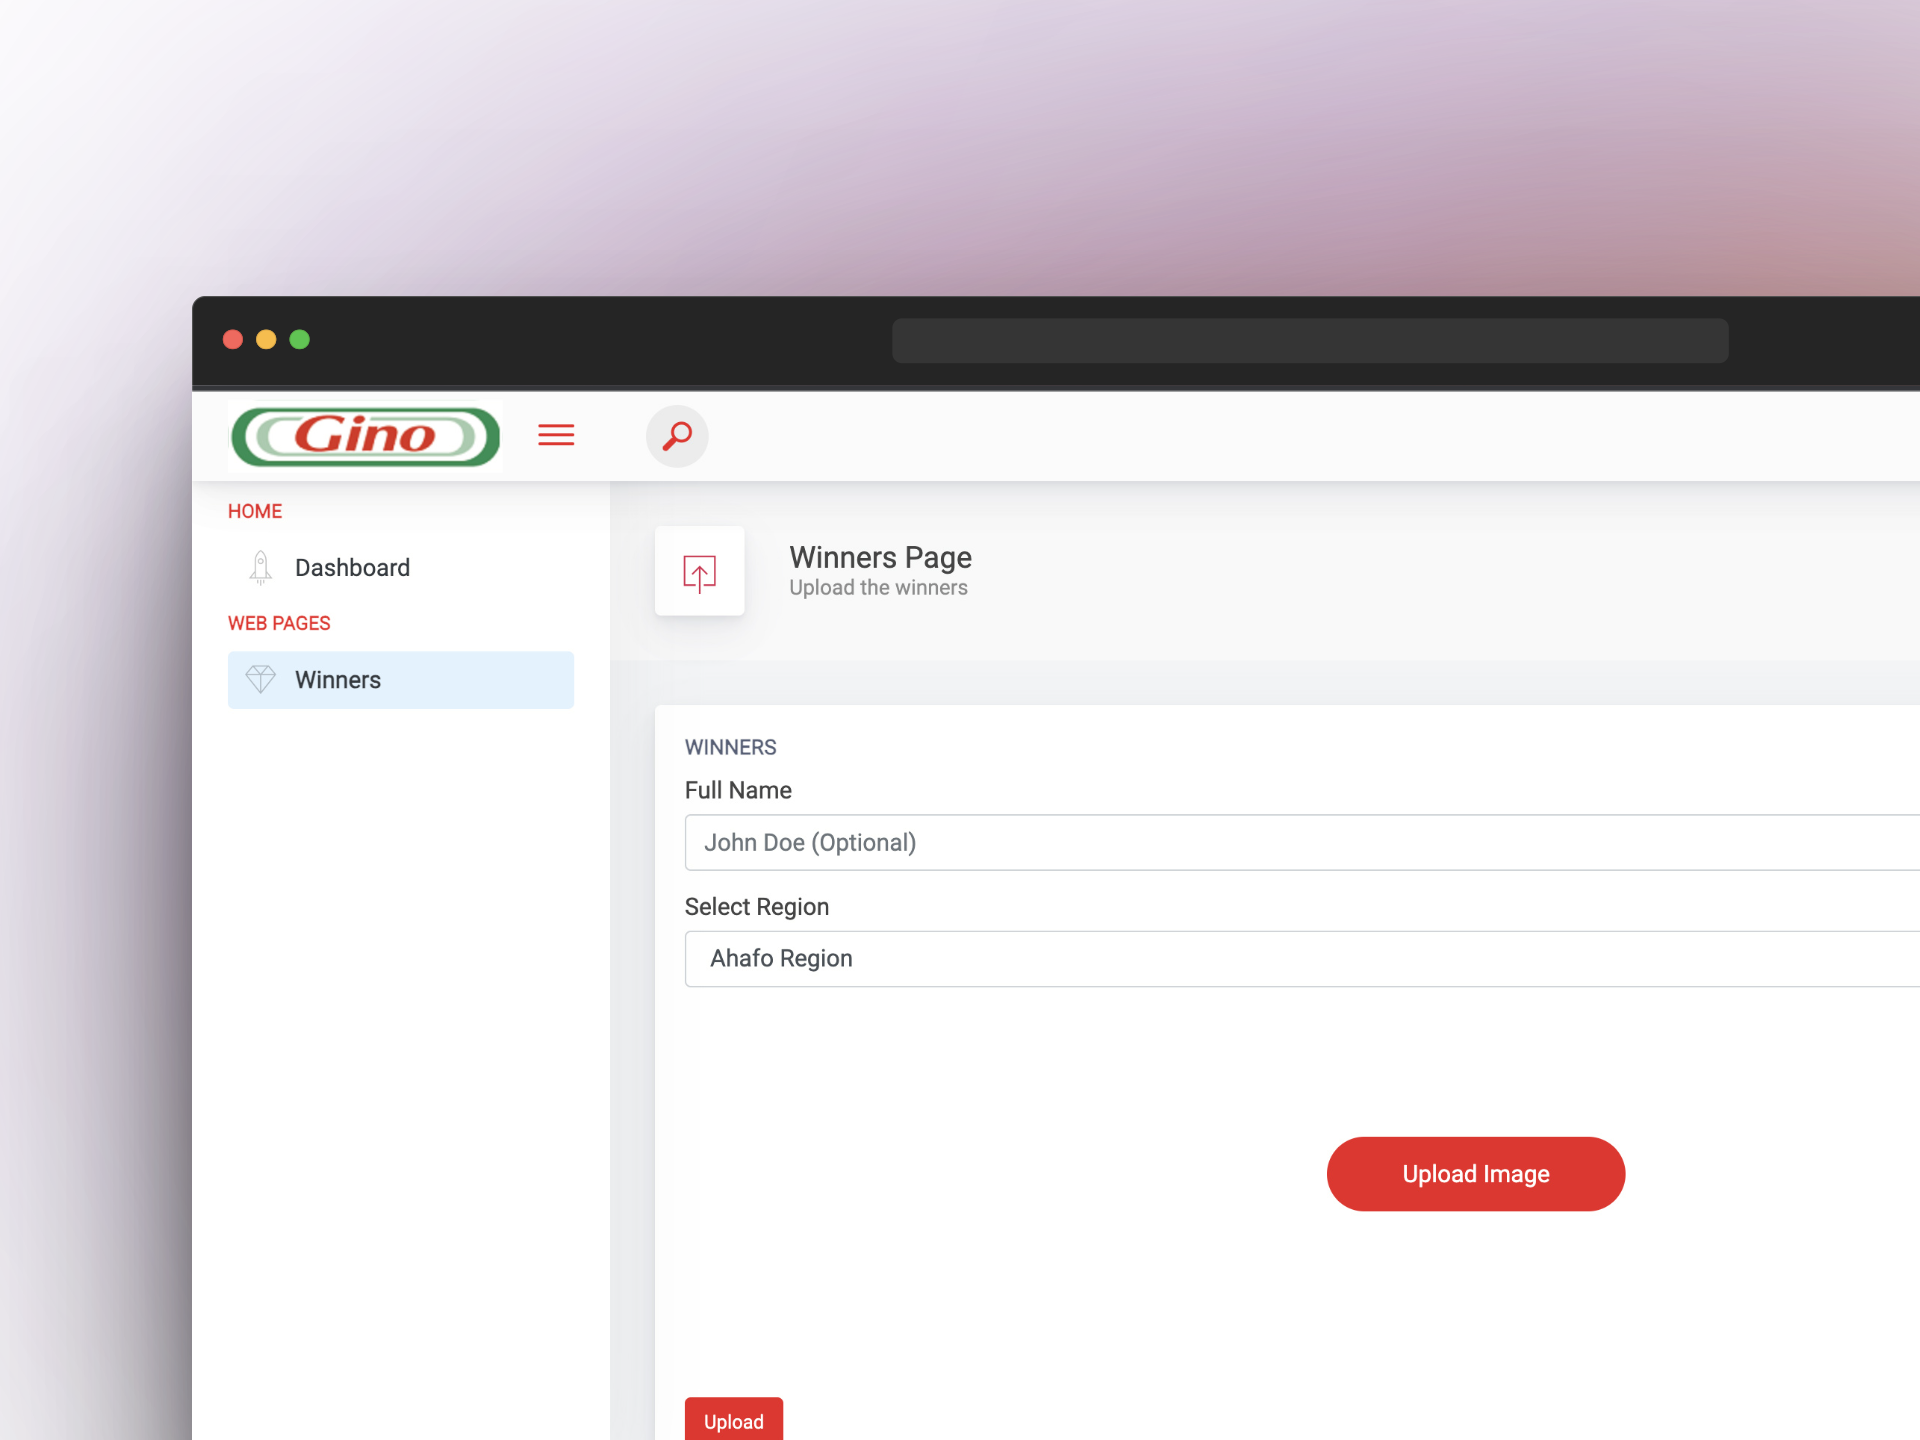 Gino
HOME
Dashboard
WEB PAGES
Winners
Winners Page
Upload the winners
WINNERS
Full Name
John Doe (Optional)
Select Region
Ahafo Region
Upload Image
Upload